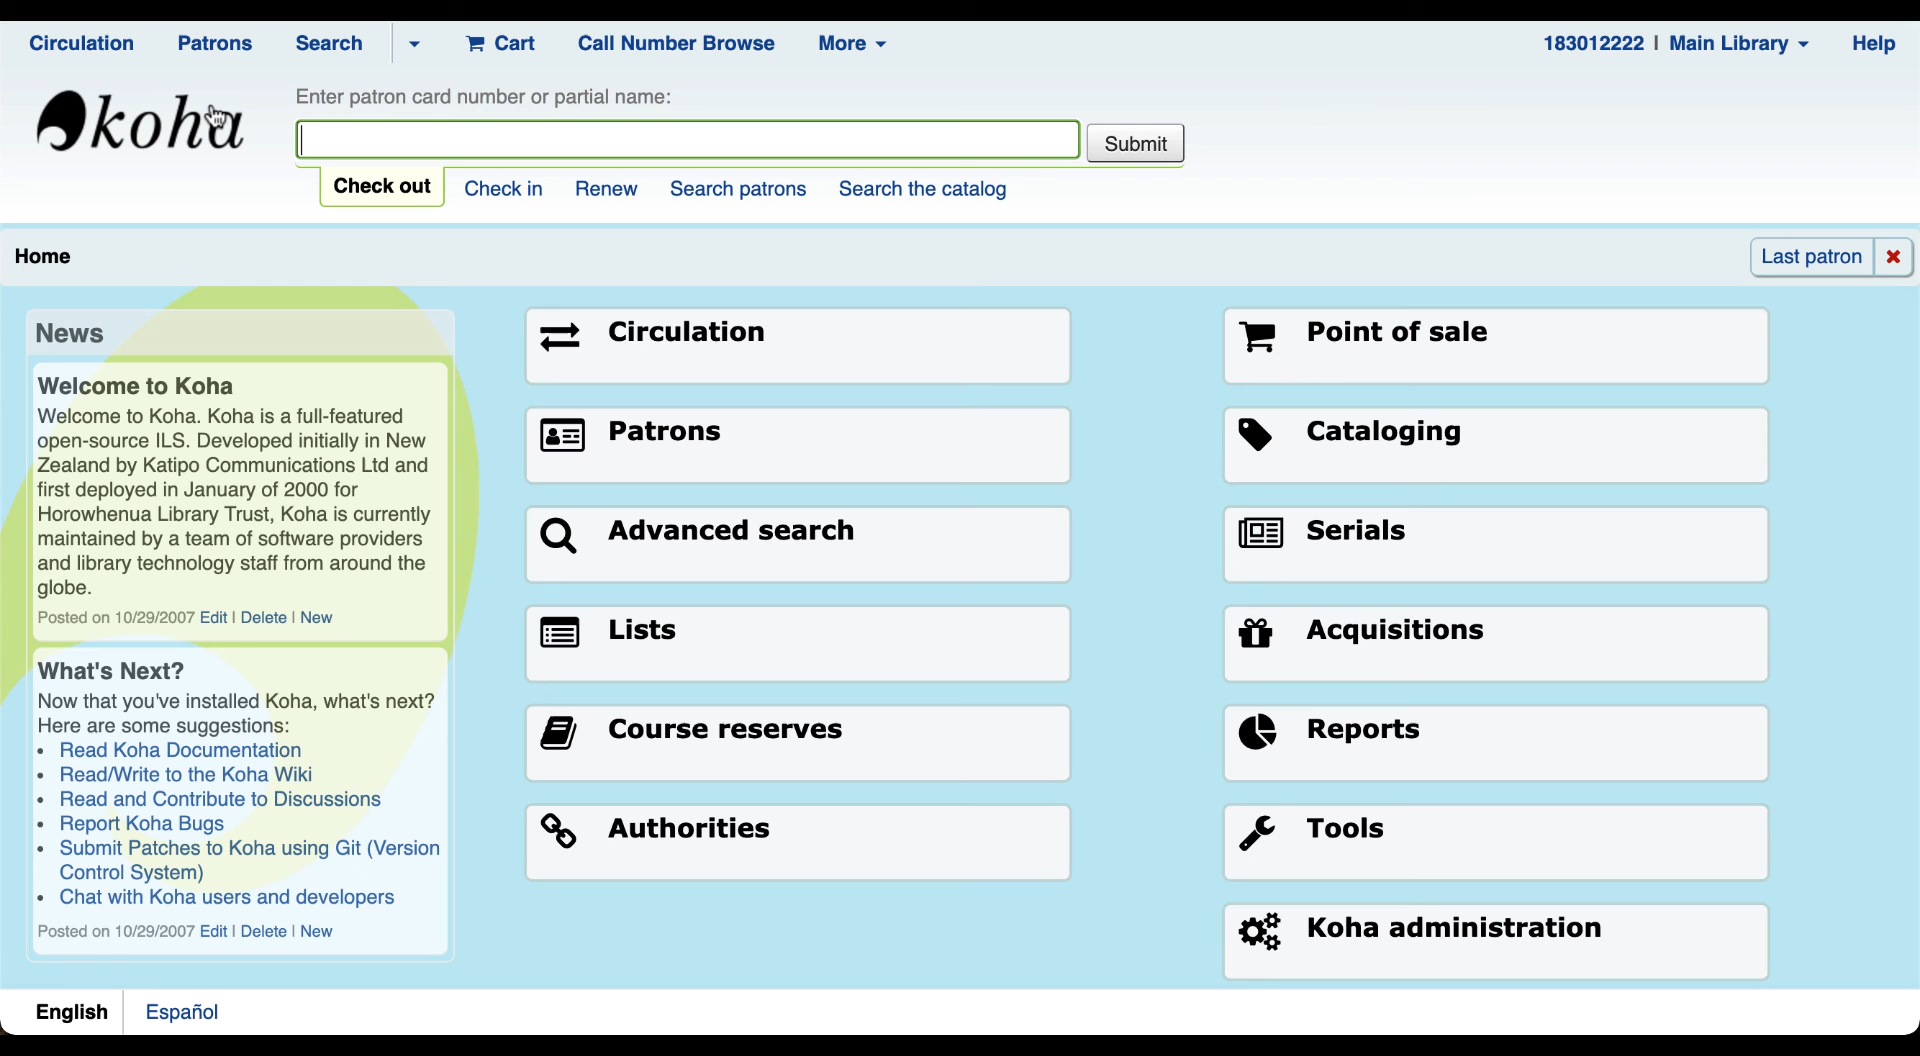 Circulation Patrons Search Cart Call Number Browse More 183012222 | Main Library Help
koha
Enter patron card number or partial name:
Submit
Check out Check in Renew Search patrons Search the catalog
Home Last patron
News
Welcome to Koha
Welcome to Koha. Koha is a full-featured
open-source ILS. Developed initially in New
Zealand by Katipo Communications Ltd and
first deployed in January of 2000 for
Horowhenua Library Trust, Koha is currently
maintained by a team of software providers
and library technology staff from around the
globe.
Posted on 10/29/2007 Edit | Delete | New
What's Next?
Now that you've installed Koha, what's next?
Here are some suggestions:
• Read Koha Documentation
• Read/Write to the Koha Wiki
• Read and Contribute to Discussions
• Report Koha Bugs
• Submit Patches to Koha using Git (Version
Control System)
• Chat with Koha users and developers
Posted on 10/29/2007 Edit | Delete | New
Circulation
Patrons
Advanced search
Lists
Course reserves
Authorities
Point of sale
Cataloging
Serials
Acquisitions
Reports
Tools
Koha administration
English Español